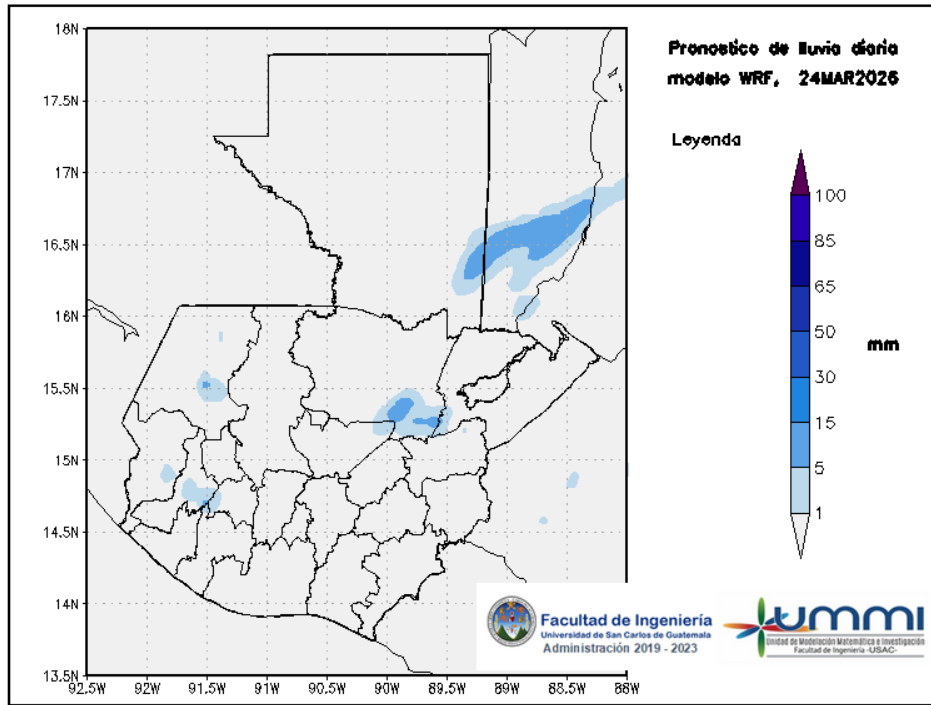 Pronostico de lluvia diaria
modelo WRF, 24MAR2026
Leyenda
100
85
65
50
30
15
5
1
mm
18N
17.5N
17N
16.5N
16N
15.5N
15N
14.5N
14N
13.5N
92.5W
92W
91.5W
91W
90.5W
90W
89.5W
89W
88.5W
88W
Facultad de Ingeniería
Universidad de San Carlos de Guatemala
Administración 2019 - 2023
UMMI
Unidad de Modelación Matemática e Investigación
Facultad de Ingeniería -USAC-